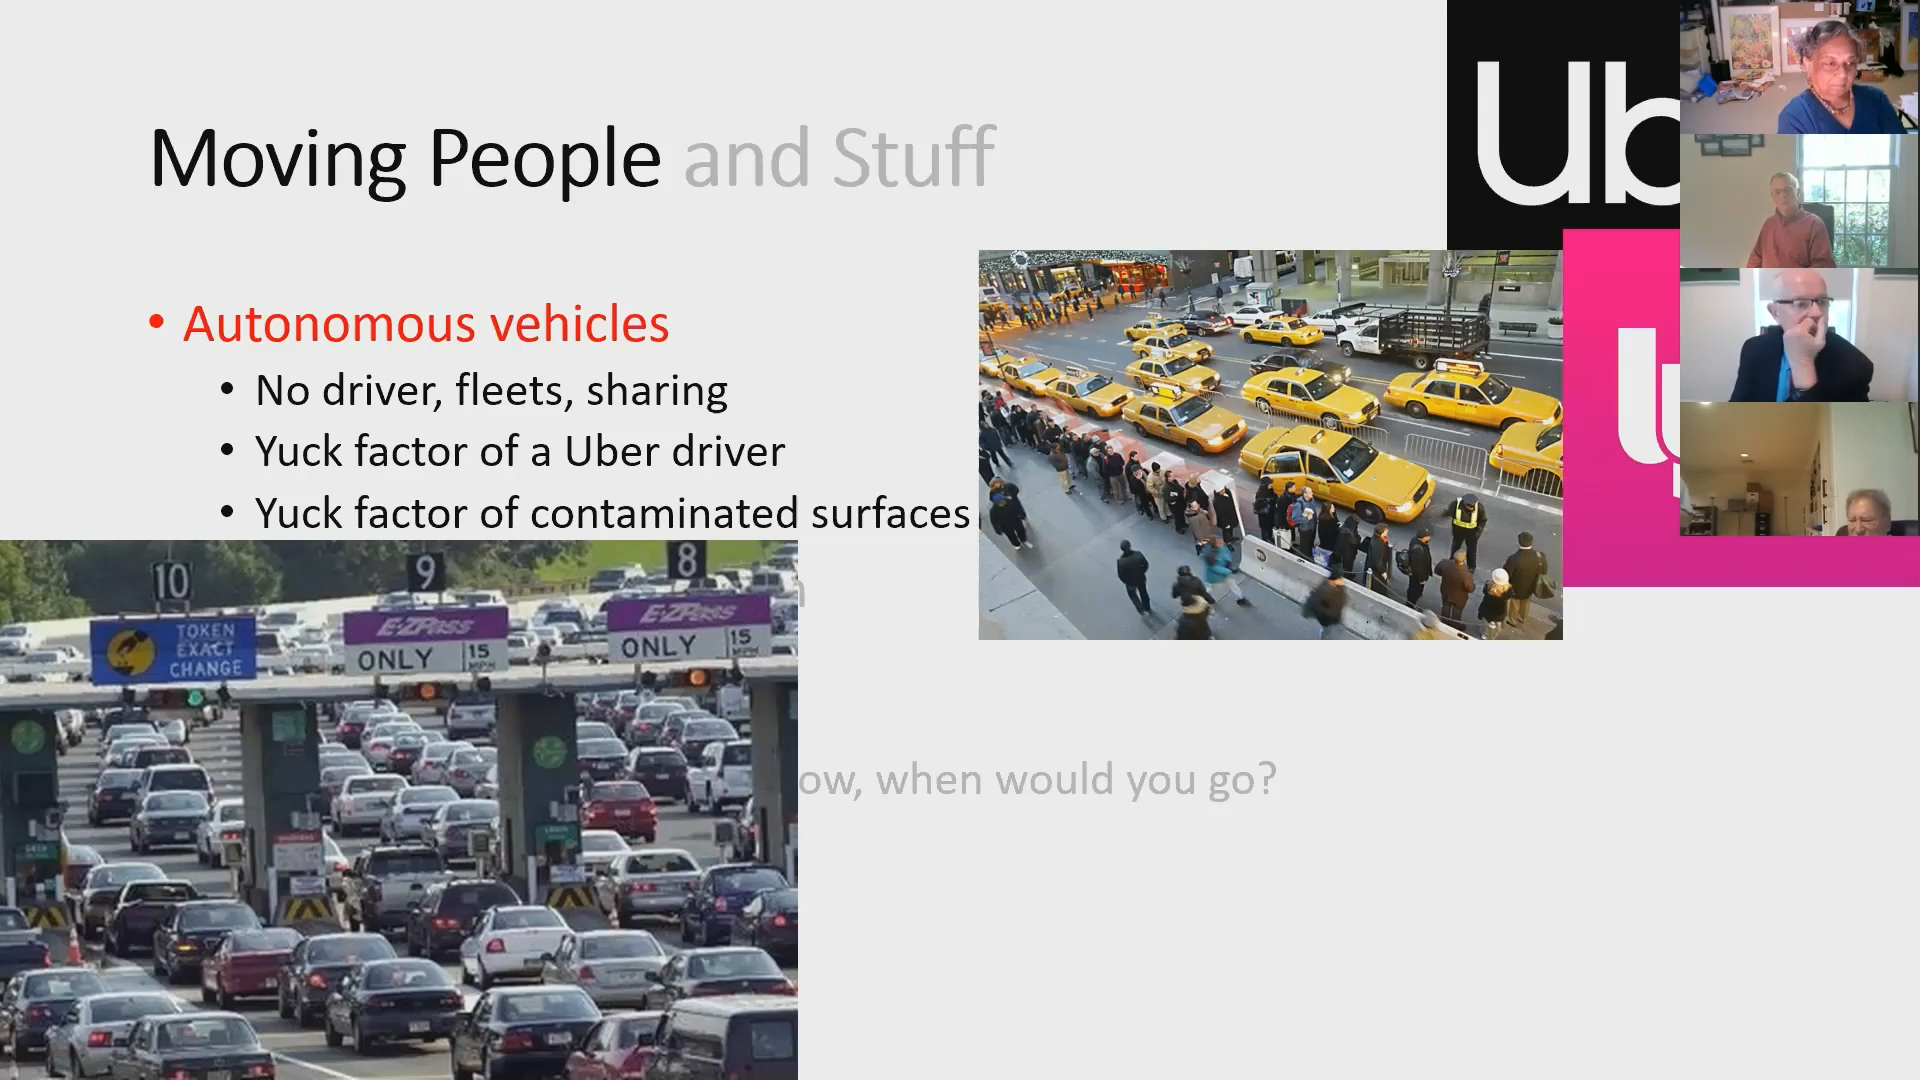 Moving People and Stuff
Ub
• Autonomous vehicles
• No driver, fleets, sharing
• Yuck factor of a Uber driver
• Yuck factor of contaminated surfaces
10
9
8
TOKEN
EXACT
CHANGE
E-ZPass
ONLY
15
MPH
E-ZPass
ONLY
15
MPH
ow, when would you go?